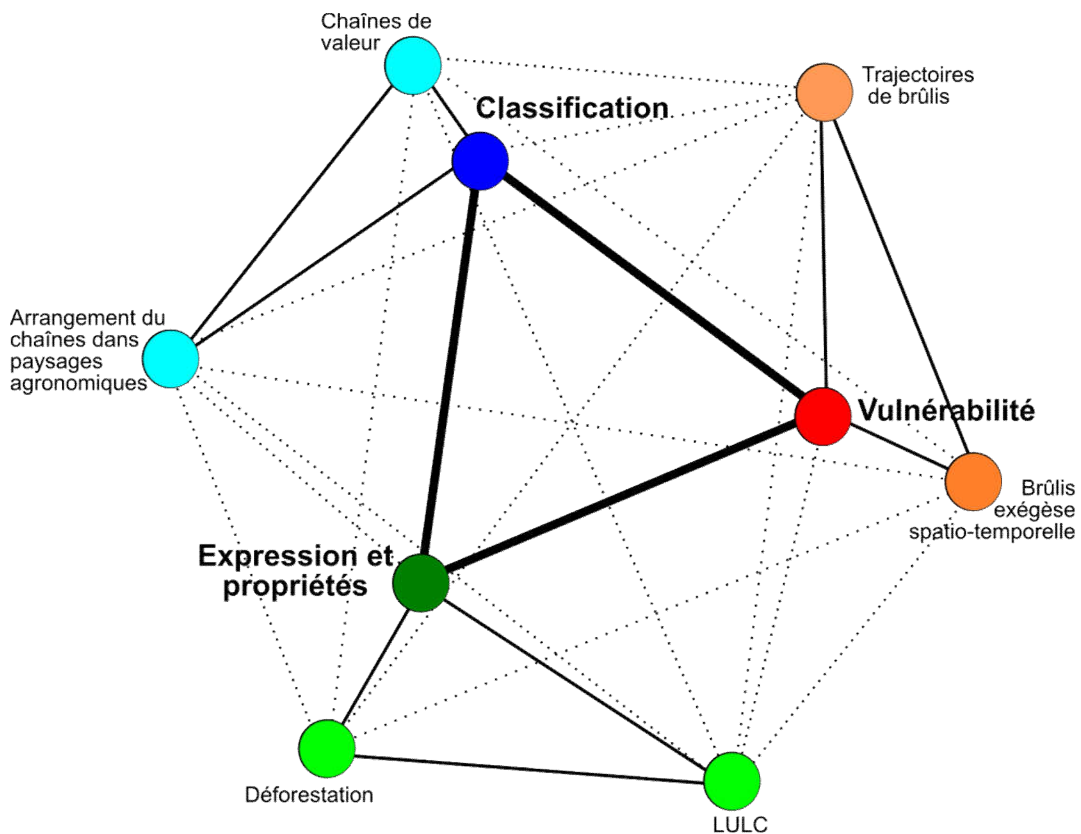 Chaînes de
valeur
Classification
Trajectoires
de brûlis
Arrangement du
chaînes dans
paysages
agronomiques
Vulnérabilité
Brûlis
exégèse
spatio-temporelle
Expression et
propriétés
Déforestation
LULC